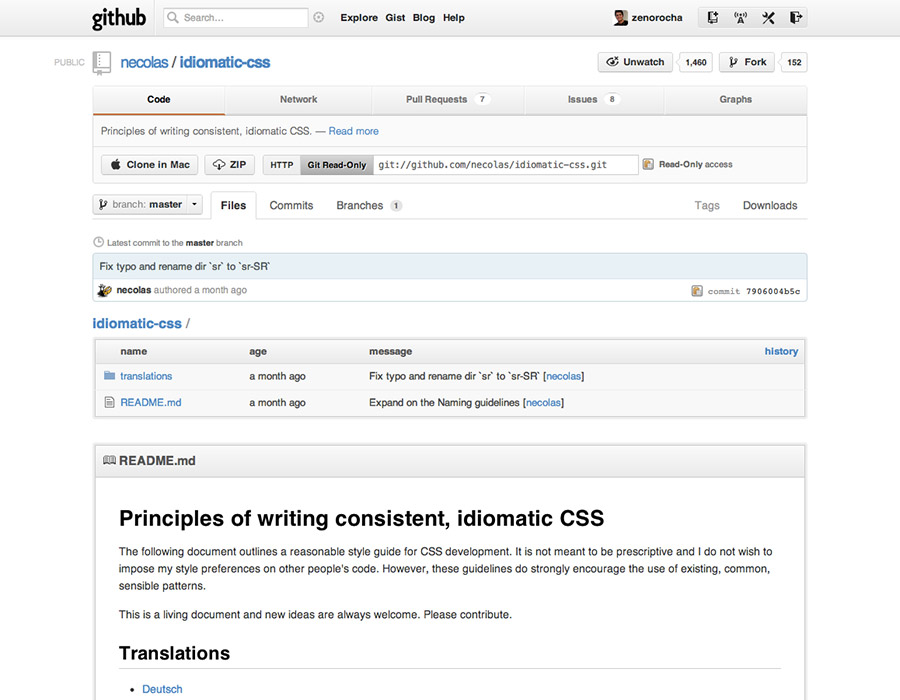 github Search... Explore Gist Blog Help zenorocha
PUBLIC necolas / idiomatic-css Unwatch 1,460 Fork 152
Code Network Pull Requests 7 Issues 8 Graphs
Principles of writing consistent, idiomatic CSS. — Read more
Clone in Mac ZIP HTTP Git Read-Only git://github.com/necolas/idiomatic-css.git Read-Only access
branch: master Files Commits Branches 1 Tags Downloads
Latest commit to the master branch
Fix typo and rename dir `sr` to `sr-SR`
necolas authored a month ago commit 7906004b5c
idiomatic-css /
name age message history
translations a month ago Fix typo and rename dir `sr` to `sr-SR` [necolas]
README.md a month ago Expand on the Naming guidelines [necolas]
README.md
Principles of writing consistent, idiomatic CSS
The following document outlines a reasonable style guide for CSS development. It is not meant to be prescriptive and I do not wish to
impose my style preferences on other people's code. However, these guidelines do strongly encourage the use of existing, common,
sensible patterns.
This is a living document and new ideas are always welcome. Please contribute.
Translations
• Deutsch